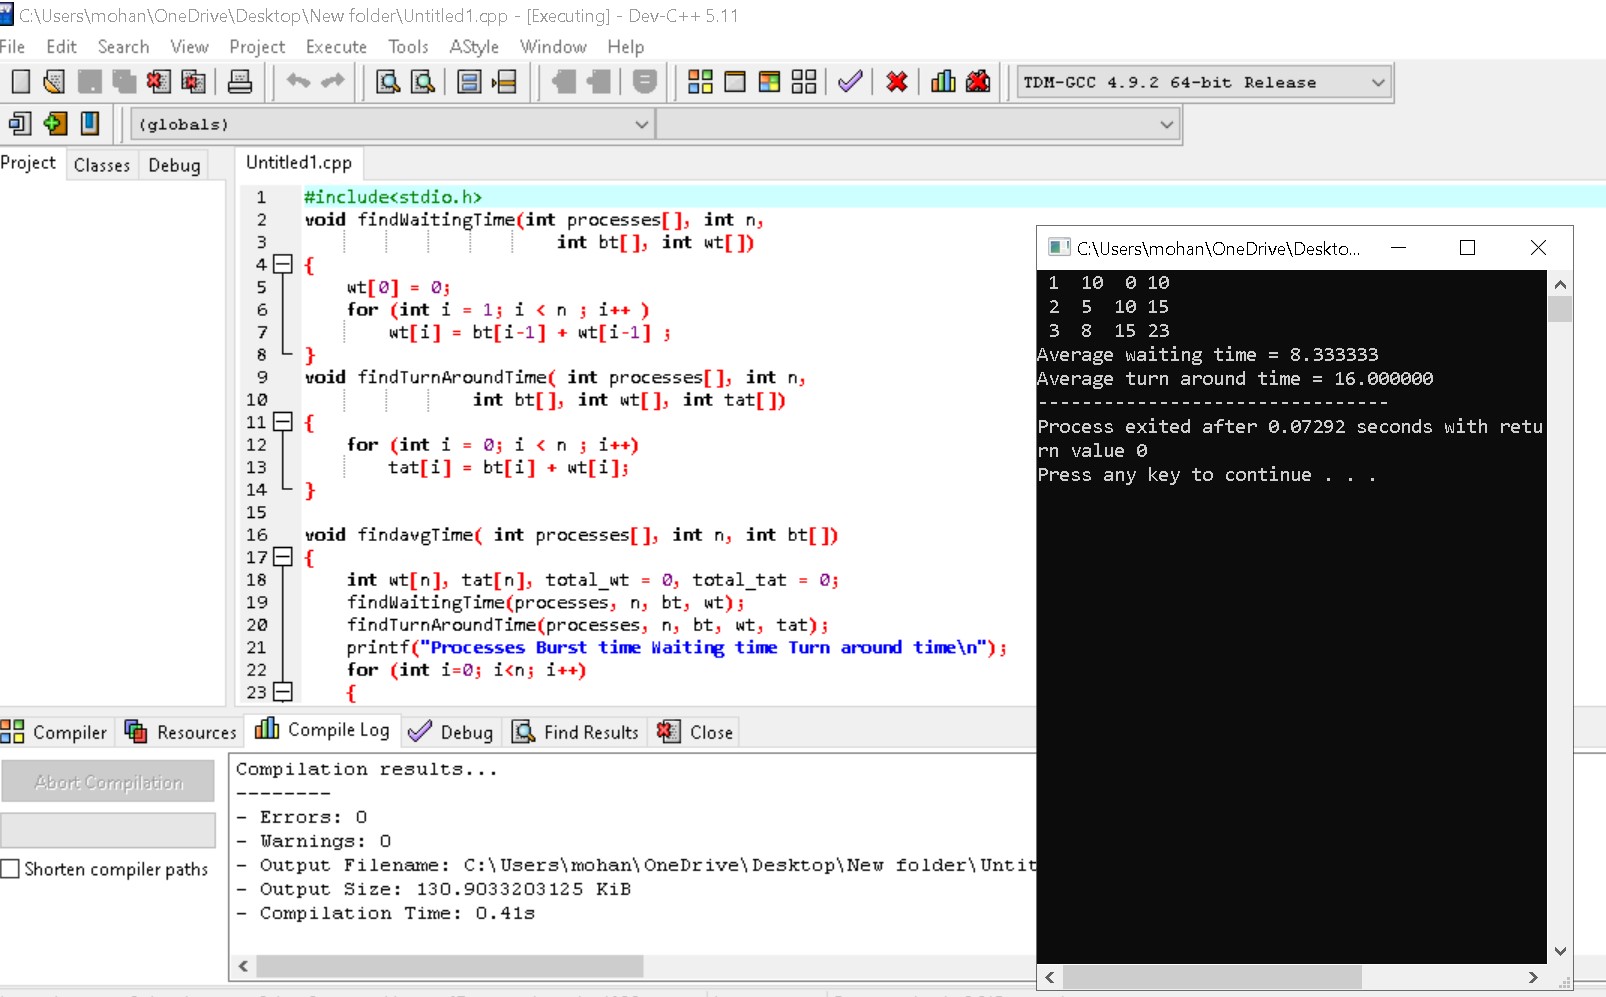 C:\Users\mohan\OneDrive\Desktop\New folder\Untitled1.cpp - [Executing] - Dev-C++ 5.11
File Edit Search View Project Execute Tools AStyle Window Help
TDM-GCC 4.9.2 64-bit Release
(globals)
Project Classes Debug
Untitled1.cpp
1 #include<stdio.h>
2 void findWaitingTime(int processes[], int n,
3 int bt[], int wt[])
4 {
5 wt[0] = 0;
6 for (int i = 1; i < n ; i++ )
7 wt[i] = bt[i-1] + wt[i-1] ;
8 }
9 void findTurnAroundTime( int processes[], int n,
10 int bt[], int wt[], int tat[])
11 {
12 for (int i = 0; i < n ; i++)
13 tat[i] = bt[i] + wt[i];
14 }
15
16 void findavgTime( int processes[], int n, int bt[])
17 {
18 int wt[n], tat[n], total_wt = 0, total_tat = 0;
19 findWaitingTime(processes, n, bt, wt);
20 findTurnAroundTime(processes, n, bt, wt, tat);
21 printf("Processes Burst time Waiting time Turn around time\n");
22 for (int i=0; i<n; i++)
23 {
C:\Users\mohan\OneDrive\Deskto...
1 10 0 10
2 5 10 15
3 8 15 23
Average waiting time = 8.333333
Average turn around time = 16.000000
--------------------------------
Process exited after 0.07292 seconds with retu
rn value 0
Press any key to continue . . .
Compiler Resources Compile Log Debug Find Results Close
Abort Compilation
Shorten compiler paths
Compilation results...
--------
- Errors: 0
- Warnings: 0
- Output Filename: C:\Users\mohan\OneDrive\Desktop\New folder\Untit
- Output Size: 130.9033203125 KiB
- Compilation Time: 0.41s